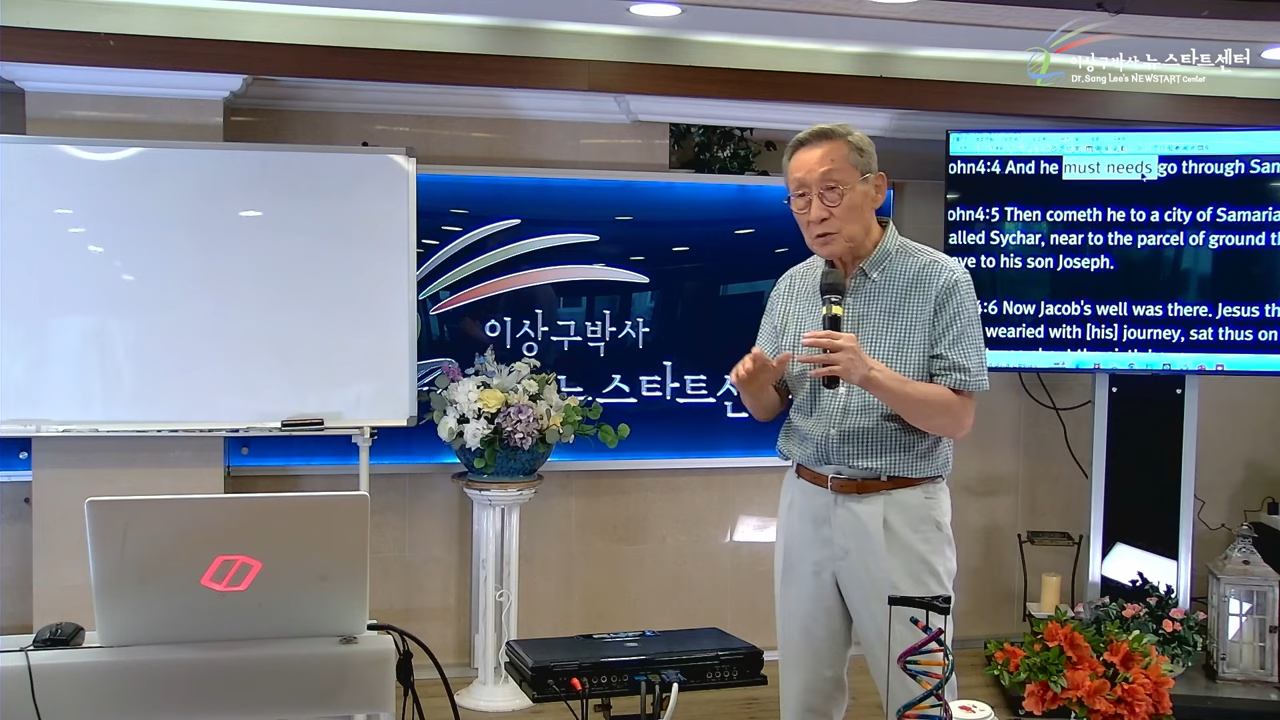 이상구박사 뉴스타트센터
Dr. Sang Lee's NEWSTART Center
ohn4:4 And he must needs go through Sam
ohn4:5 Then cometh he to a city of Samaria
alled Sychar, near to the parcel of ground th
ave to his son Joseph.
:6 Now Jacob's well was there. Jesus th
wearied with [his] journey, sat thus on
이상구박사
뉴스타트센